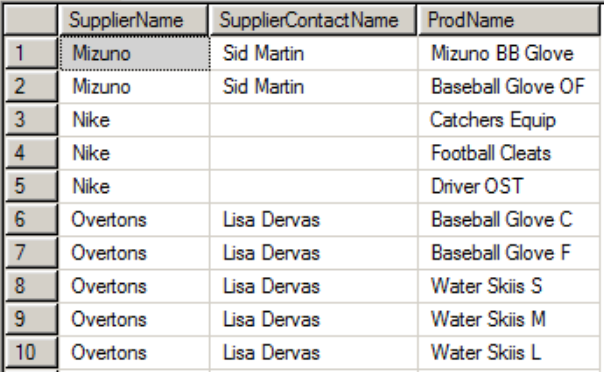 SupplierName SupplierContactName ProdName
1 Mizuno Sid Martin Mizuno BB Glove
2 Mizuno Sid Martin Baseball Glove OF
3 Nike Catchers Equip
4 Nike Football Cleats
5 Nike Driver OST
6 Overtons Lisa Dervas Baseball Glove C
7 Overtons Lisa Dervas Baseball Glove F
8 Overtons Lisa Dervas Water Skiis S
9 Overtons Lisa Dervas Water Skiis M
10 Overtons Lisa Dervas Water Skiis L